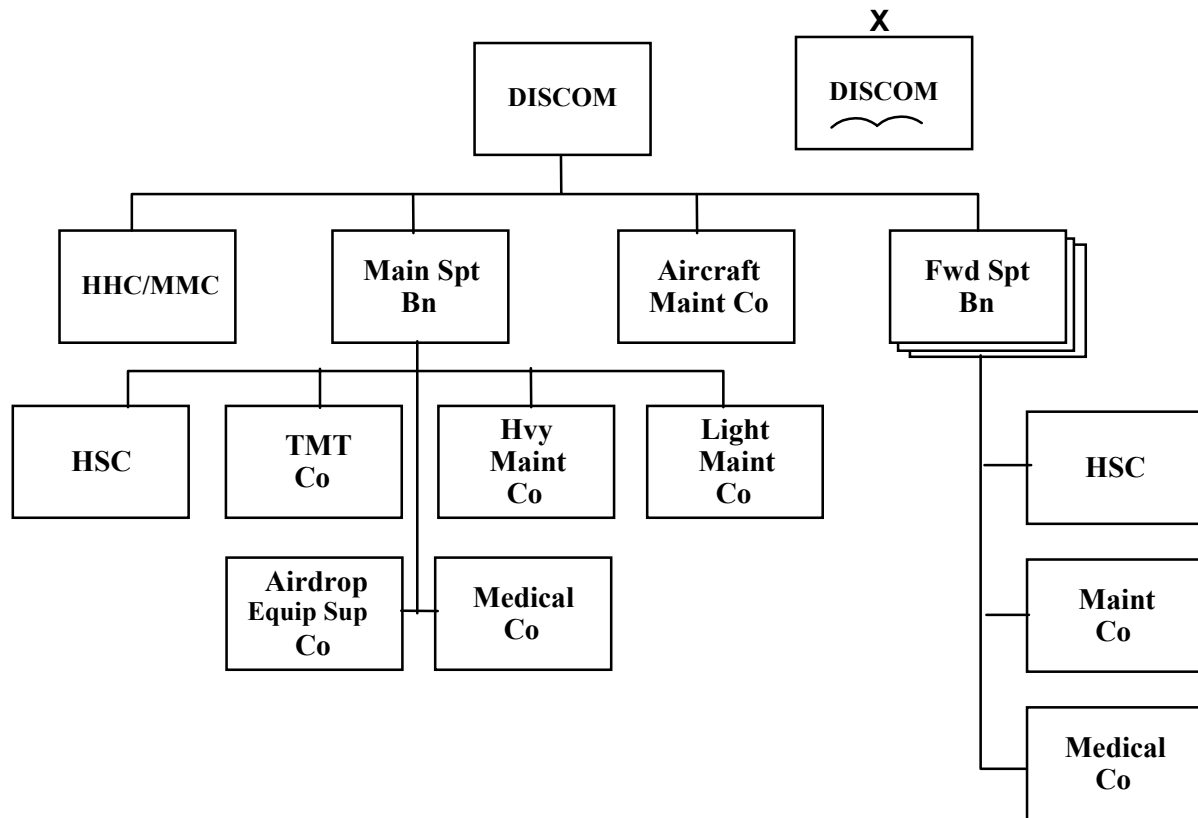 X
DISCOM
DISCOM
HHC/MMC
Main Spt
Bn
Aircraft
Maint Co
Fwd Spt
Bn
HSC
TMT
Co
Hvy
Maint
Co
Light
Maint
Co
HSC
Airdrop
Equip Sup
Co
Medical
Co
Maint
Co
Medical
Co